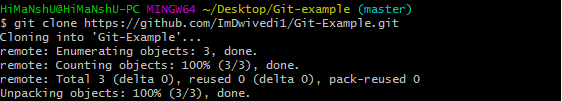 HiMaNshU@HiMaNshU-PC MINGW64 ~/Desktop/Git-example (master)
$ git clone https://github.com/ImDwivedi1/Git-Example.git
Cloning into 'Git-Example'...
remote: Enumerating objects: 3, done.
remote: Counting objects: 100% (3/3), done.
remote: Total 3 (delta 0), reused 0 (delta 0), pack-reused 0
Unpacking objects: 100% (3/3), done.